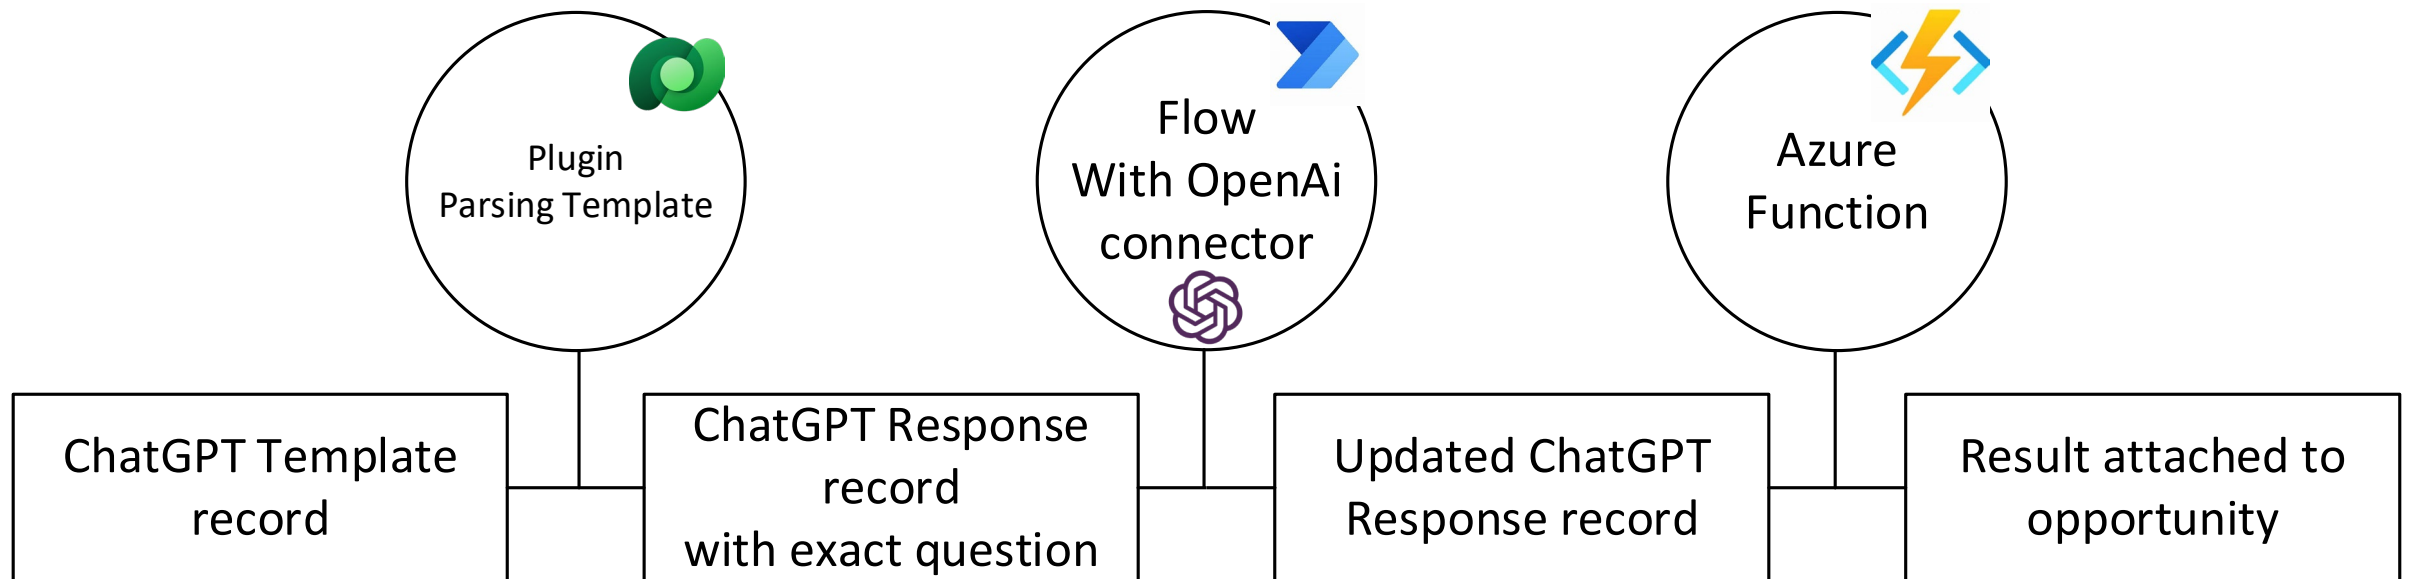 Plugin
Parsing Template
Flow
With OpenAi
connector
Azure
Function
ChatGPT Template
record
ChatGPT Response
record
with exact question
Updated ChatGPT
Response record
Result attached to
opportunity